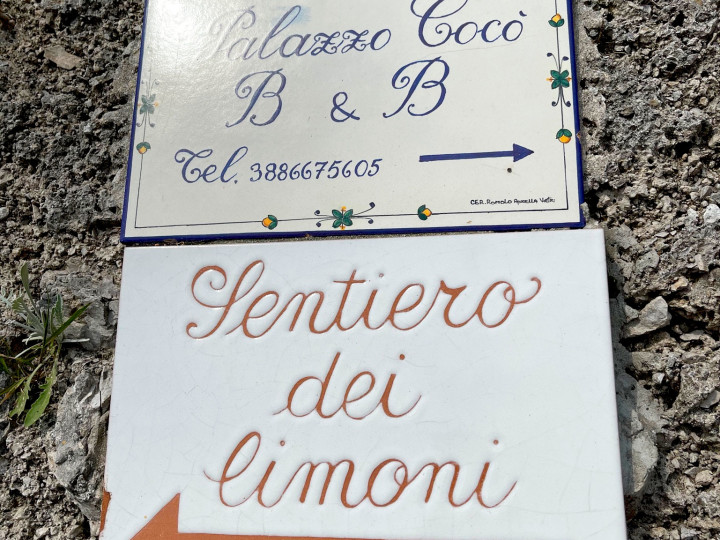 Palazzo Cocò
B & B
Tel. 3886675605
Sentiero
dei
limoni